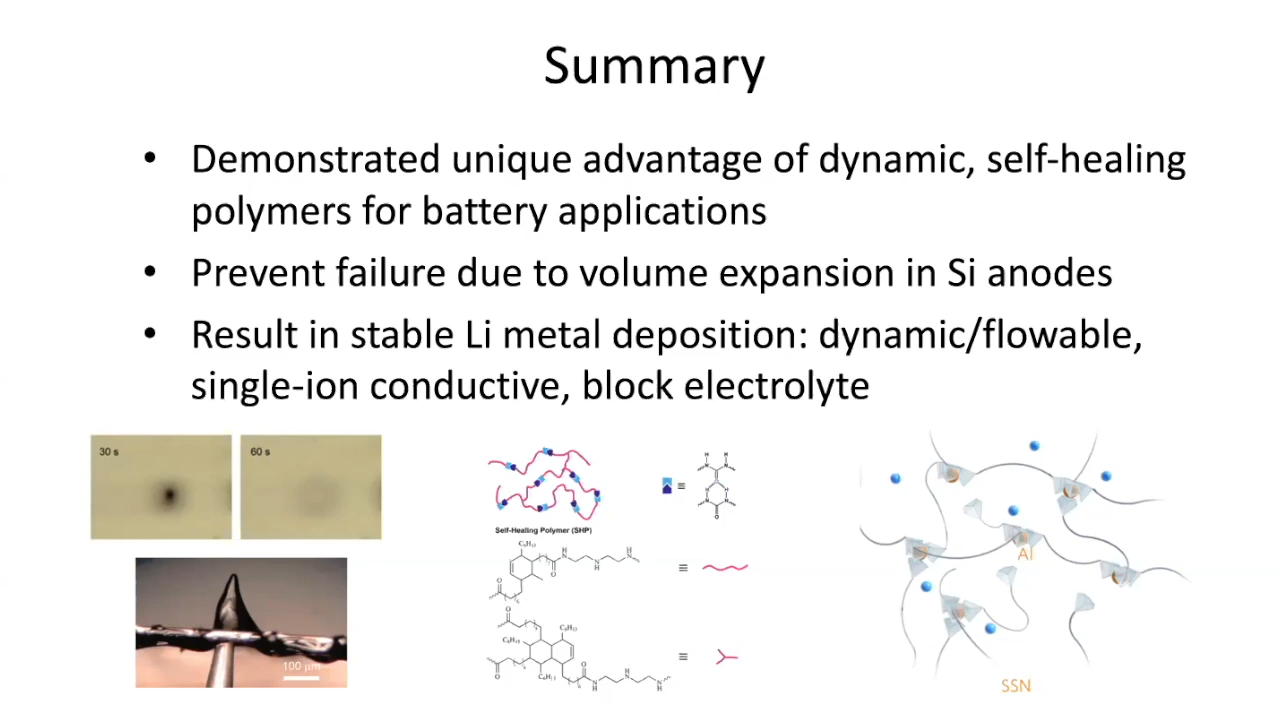 Summary
• Demonstrated unique advantage of dynamic, self-healing
polymers for battery applications
• Prevent failure due to volume expansion in Si anodes
• Result in stable Li metal deposition: dynamic/flowable,
single-ion conductive, block electrolyte
30 s
60 s
100 μm
Self-Healing Polymer (SHP)
Al
SSN